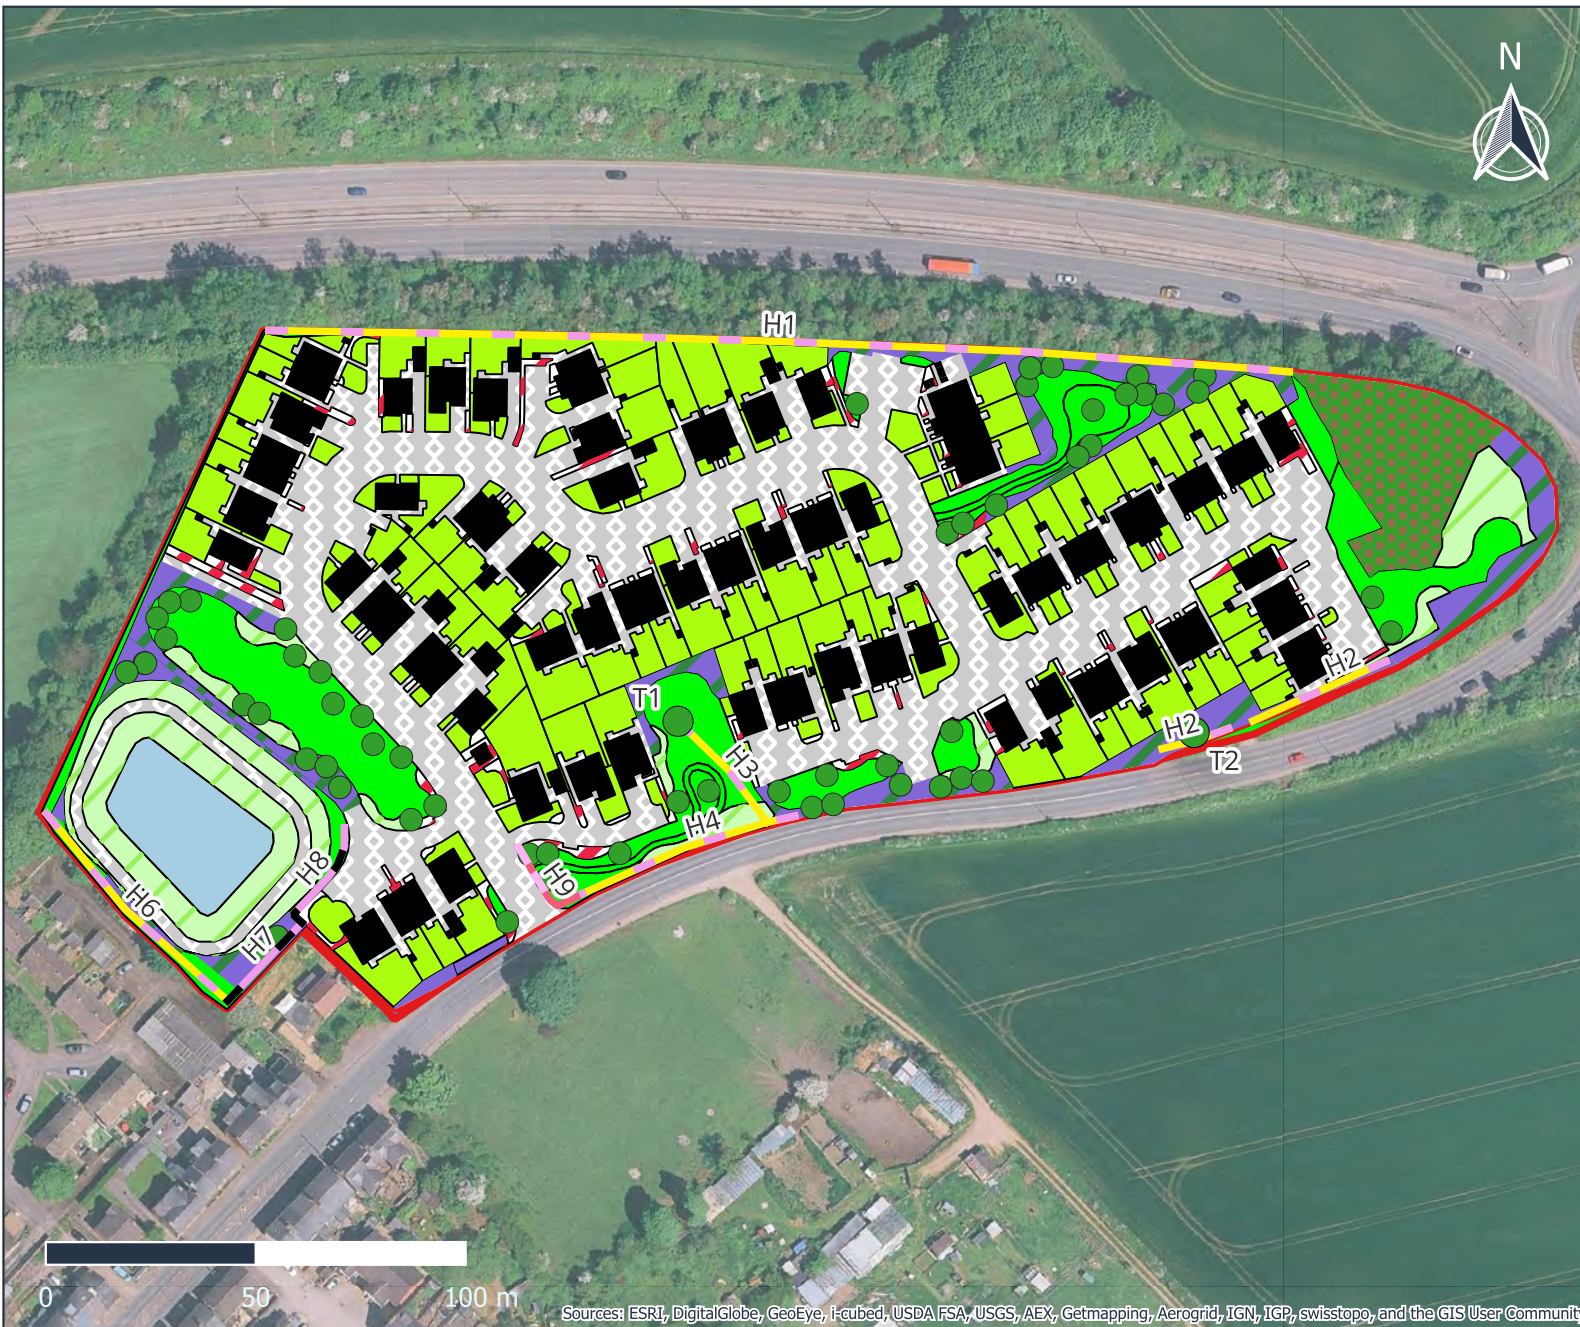 N
H1
T1
H3
H2
H2
T2
H4
H8
H9
H6
H7
0 50 100 m
Sources: ESRI, DigitalGlobe, GeoEye, i-cubed, USDA FSA, USGS, AEX, Getmapping, Aerogrid, IGN, IGP, swisstopo, and the GIS User Community